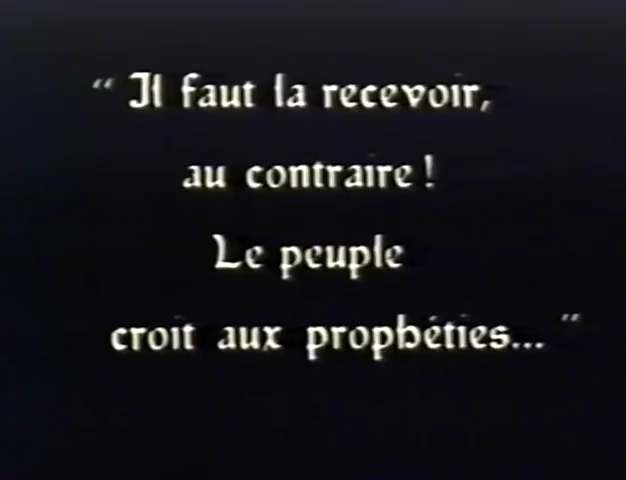 “ Il faut la recevoir,
au contraire !
Le peuple
croit aux prophéties... “